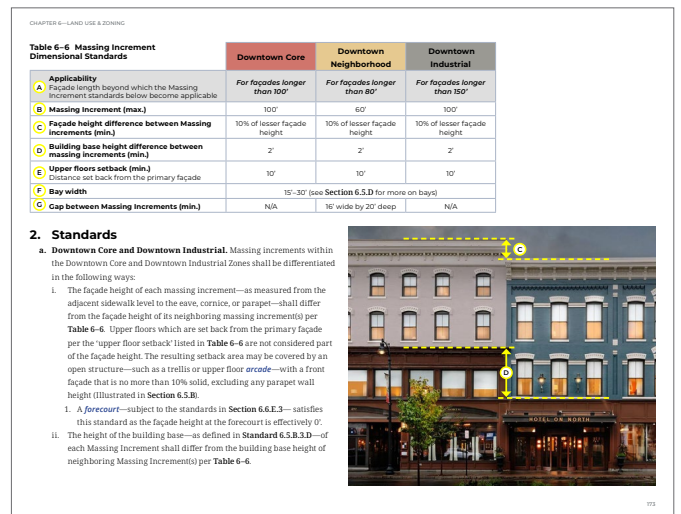 CHAPTER 6—LAND USE & ZONING
Table 6–6 Massing Increment
Dimensional Standards
Downtown Core
Downtown
Neighborhood
Downtown
Industrial
A
Applicability
Façade length beyond which the Massing
Increment standards below become applicable
For façades longer
than 100'
For façades longer
than 80'
For façades longer
than 150'
B Massing Increment (max.) 100' 60' 100'
C
Façade height difference between Massing
increments (min.)
10% of lesser façade
height
10% of lesser façade
height
10% of lesser façade
height
D
Building base height difference between
massing increments (min.)
2' 2' 2'
E
Upper floors setback (min.)
Distance set back from the primary façade
10' 10' 10'
F Bay width 15'–30' (see Section 6.5.D for more on bays)
G Gap between Massing Increments (min.) N/A 16' wide by 20' deep N/A
2. Standards
a. Downtown Core and Downtown Industrial. Massing increments within
the Downtown Core and Downtown Industrial Zones shall be differentiated
in the following ways:
i. The façade height of each massing increment—as measured from the
adjacent sidewalk level to the eave, cornice, or parapet—shall differ
from the façade height of its neighboring massing increment(s) per
Table 6–6. Upper floors which are set back from the primary façade
per the 'upper floor setback' listed in Table 6–6 are not considered part
of the façade height. The resulting setback area may be covered by an
open structure—such as a trellis or upper floor arcade—with a front
façade that is no more than 10% solid, excluding any parapet wall
height (Illustrated in Section 6.5.B).
1. A forecourt—subject to the standards in Section 6.6.E.3— satisfies
this standard as the façade height at the forecourt is effectively 0'.
ii. The height of the building base—as defined in Standard 6.5.B.3.D—of
each Massing Increment shall differ from the building base height of
neighboring Massing Increment(s) per Table 6–6.
C
D
HOTEL ON NORTH
173